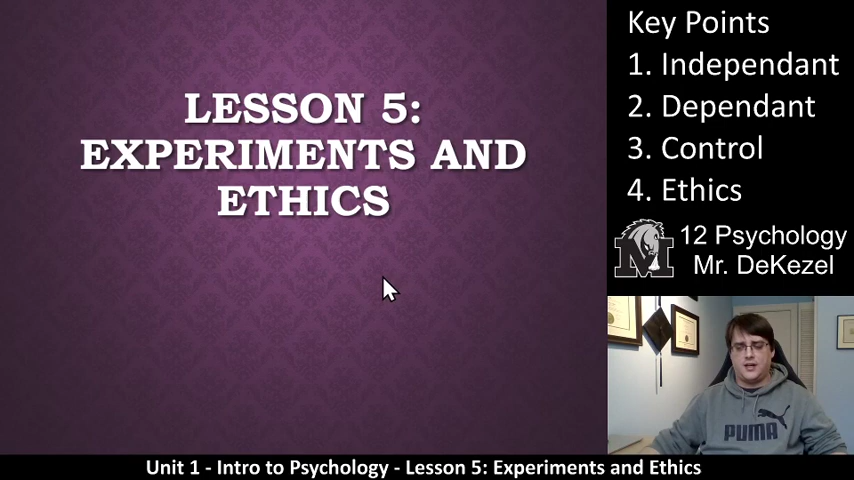 LESSON 5:
EXPERIMENTS AND
ETHICS
Key Points
1. Independant
2. Dependant
3. Control
4. Ethics
M
12 Psychology
Mr. DeKezel
PUMA
Unit 1 - Intro to Psychology - Lesson 5: Experiments and Ethics